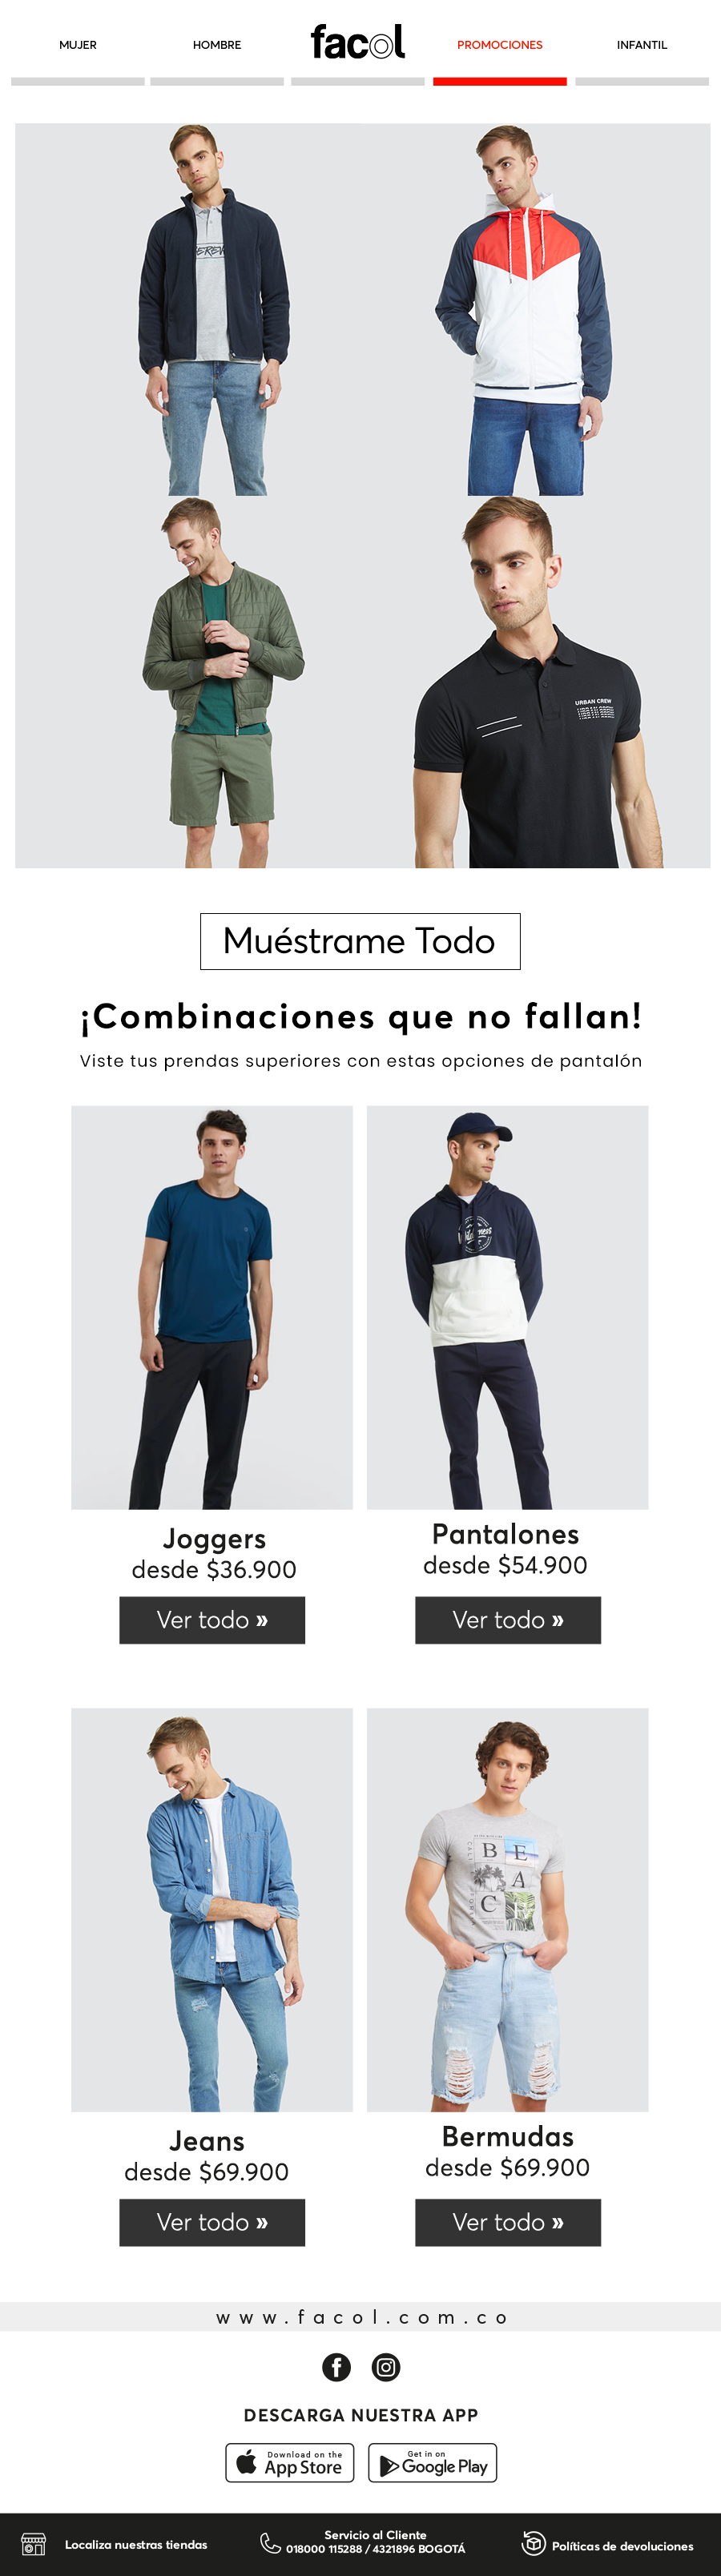 MUJER HOMBRE facol PROMOCIONES INFANTIL
URBAN CREW
Muéstrame Todo
¡Combinaciones que no fallan!
Viste tus prendas superiores con estas opciones de pantalón
Joggers
desde $36.900
Ver todo »
Pantalones
desde $54.900
Ver todo »
BEACH
Jeans
desde $69.900
Ver todo »
Bermudas
desde $69.900
Ver todo »
www.facol.com.co
DESCARGA NUESTRA APP
Download on the
App Store
Get in on
Google Play
Localiza nuestras tiendas
Servicio al Cliente
018000 115288 / 4321896 BOGOTÁ
Políticas de devoluciones